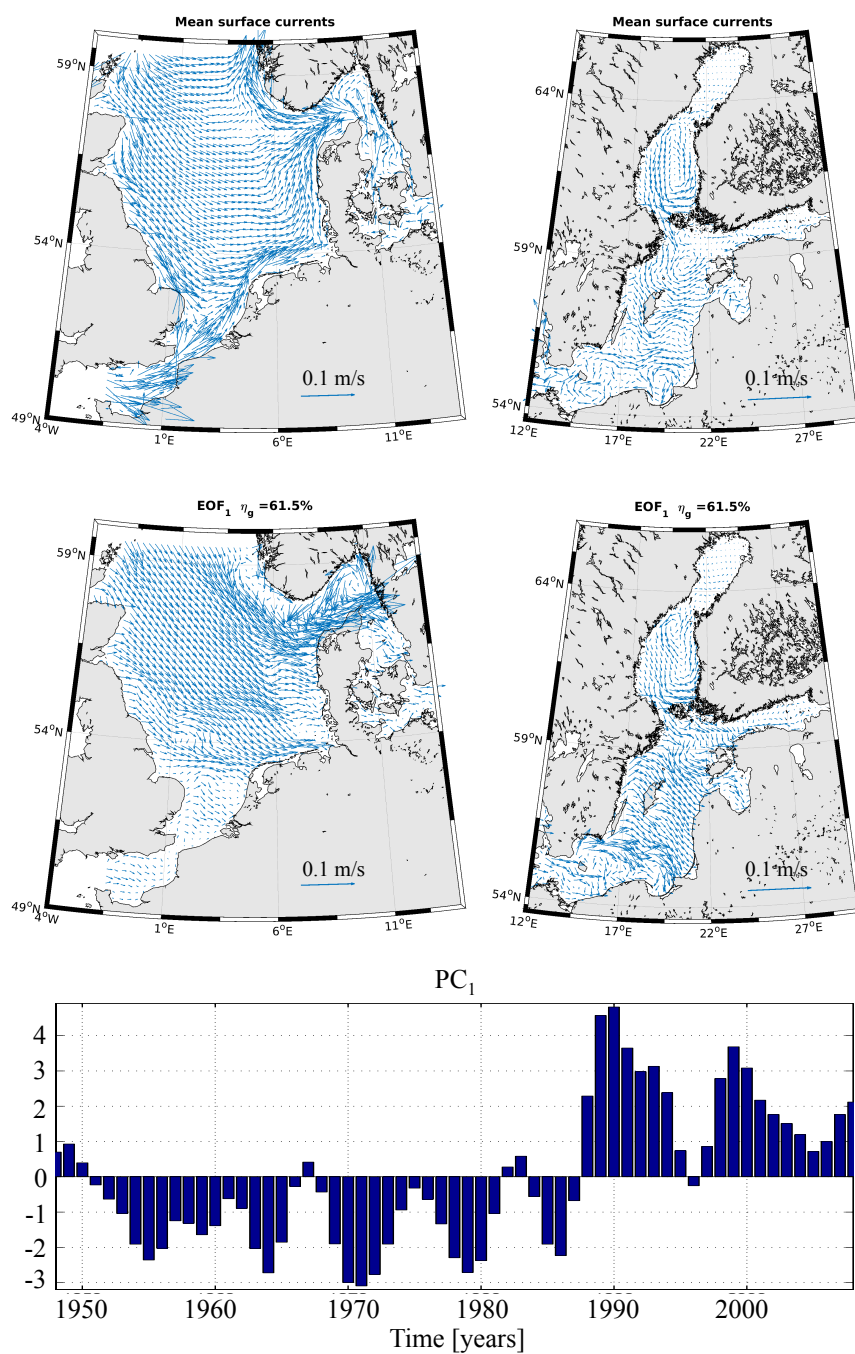 Mean surface currents
59°N
54°N
49°N
4°W
1°E
6°E
11°E
0.1 m/s
Mean surface currents
64°N
59°N
54°N
12°E
17°E
22°E
27°E
0.1 m/s
EOF₁ η_g =61.5%
59°N
54°N
49°N
4°W
1°E
6°E
11°E
0.1 m/s
EOF₁ η_g =61.5%
64°N
59°N
54°N
12°E
17°E
22°E
27°E
0.1 m/s
PC₁
4
3
2
1
0
-1
-2
-3
1950 1960 1970 1980 1990 2000
Time [years]